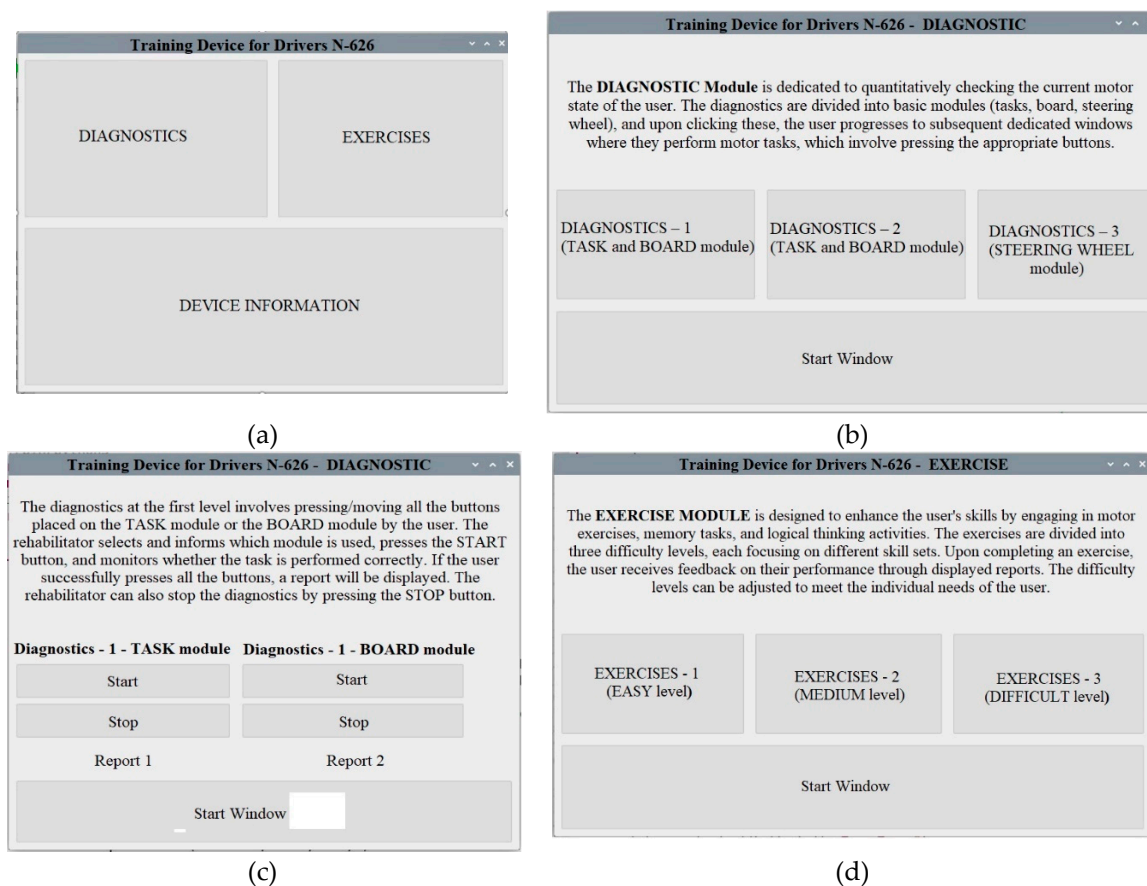 Training Device for Drivers N-626
DIAGNOSTICS
EXERCISES
DEVICE INFORMATION
(a)
Training Device for Drivers N-626 - DIAGNOSTIC
The DIAGNOSTIC Module is dedicated to quantitatively checking the current motor
state of the user. The diagnostics are divided into basic modules (tasks, board, steering
wheel), and upon clicking these, the user progresses to subsequent dedicated windows
where they perform motor tasks, which involve pressing the appropriate buttons.
DIAGNOSTICS – 1
(TASK and BOARD module)
DIAGNOSTICS – 2
(TASK and BOARD module)
DIAGNOSTICS – 3
(STEERING WHEEL
module)
Start Window
(b)
Training Device for Drivers N-626 - DIAGNOSTIC
The diagnostics at the first level involves pressing/moving all the buttons
placed on the TASK module or the BOARD module by the user. The
rehabilitator selects and informs which module is used, presses the START
button, and monitors whether the task is performed correctly. If the user
successfully presses all the buttons, a report will be displayed. The
rehabilitator can also stop the diagnostics by pressing the STOP button.
Diagnostics - 1 - TASK module
Diagnostics - 1 - BOARD module
Start
Start
Stop
Stop
Report 1
Report 2
Start Window
(c)
Training Device for Drivers N-626 - EXERCISE
The EXERCISE MODULE is designed to enhance the user's skills by engaging in motor
exercises, memory tasks, and logical thinking activities. The exercises are divided into
three difficulty levels, each focusing on different skill sets. Upon completing an exercise,
the user receives feedback on their performance through displayed reports. The difficulty
levels can be adjusted to meet the individual needs of the user.
EXERCISES - 1
(EASY level)
EXERCISES - 2
(MEDIUM level)
EXERCISES - 3
(DIFFICULT level)
Start Window
(d)